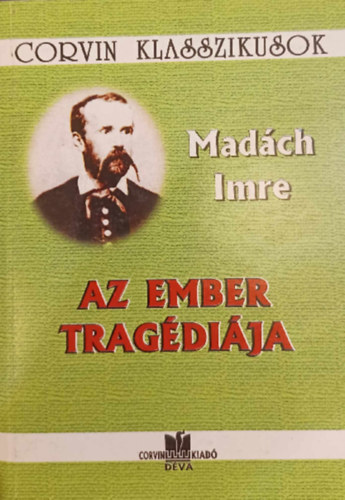 CORVIN KLASSZIKUSOK
Madách
Imre
AZ EMBER
TRAGÉDIÁJA
CORVIN KIADÓ
DÉVA